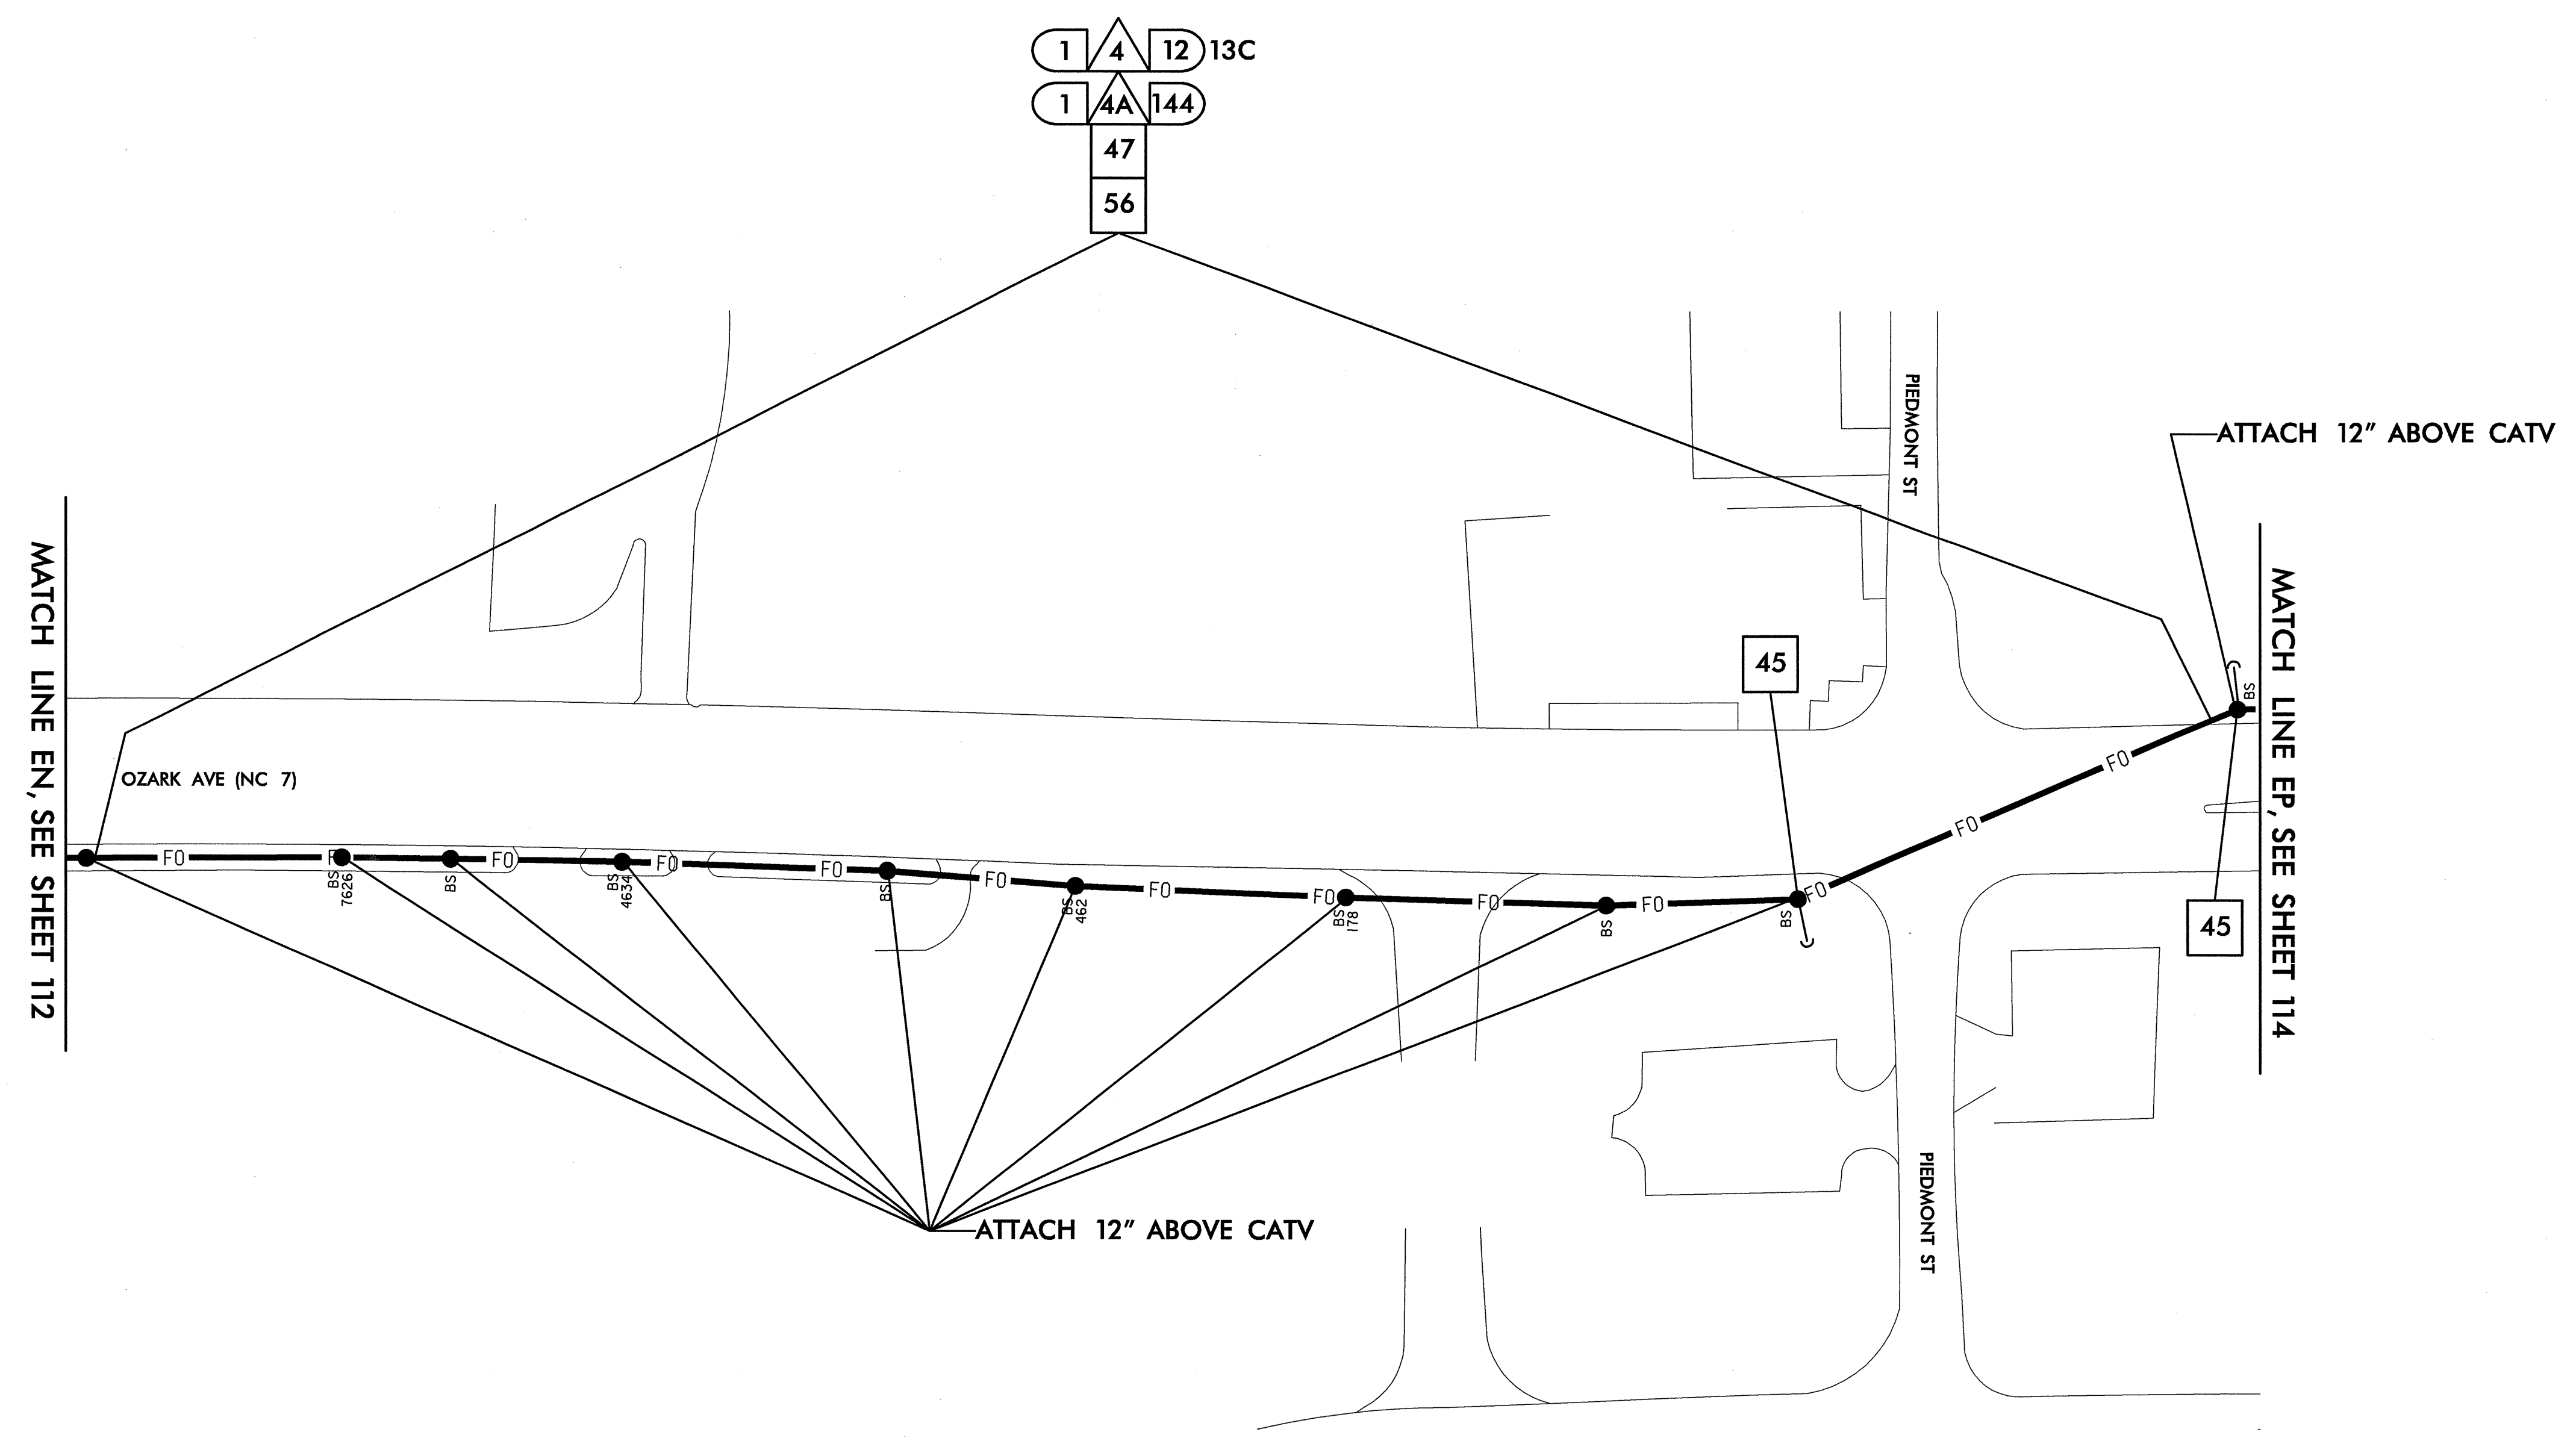 1 4 12 13C
1 4A 144
47
56
PIEDMONT ST
ATTACH 12" ABOVE CATV
MATCH LINE EN, SEE SHEET 112
MATCH LINE EP, SEE SHEET 114
45
BS
OZARK AVE (NC 7)
FO
FO
FO
FO
FO
FO
FO
FO
FO
FO
FO
FO
FO
BS
7626
BS
BS
4634
BS
BS
462
BS
178
BS
BS
45
ATTACH 12" ABOVE CATV
PIEDMONT ST